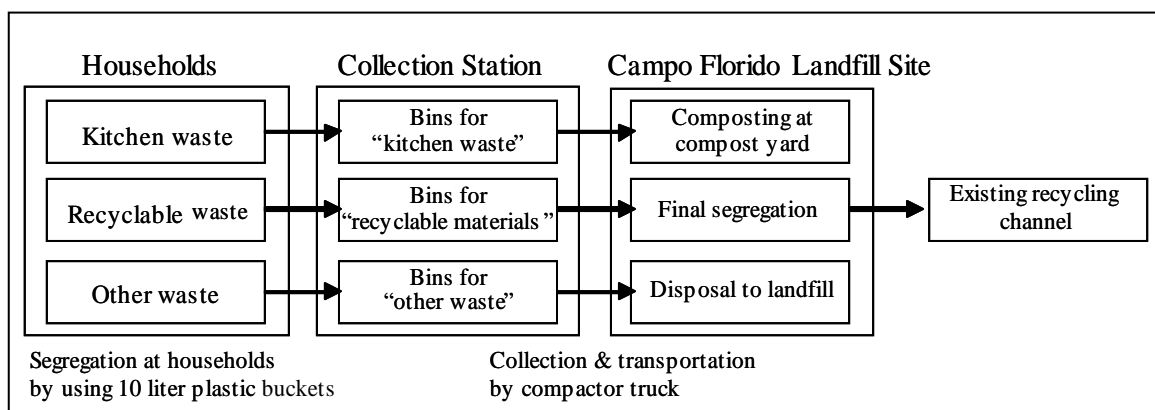 Households
Collection Station
Campo Florido Landfill Site
Kitchen waste
Bins for
“kitchen waste”
Composting at
compost yard
Recyclable waste
Bins for
“recyclable materials ”
Final segregation
Existing recycling
channel
Other waste
Bins for
“other waste”
Disposal to landfill
Segregation at households
by using 10 liter plastic buckets
Collection & transportation
by compactor truck